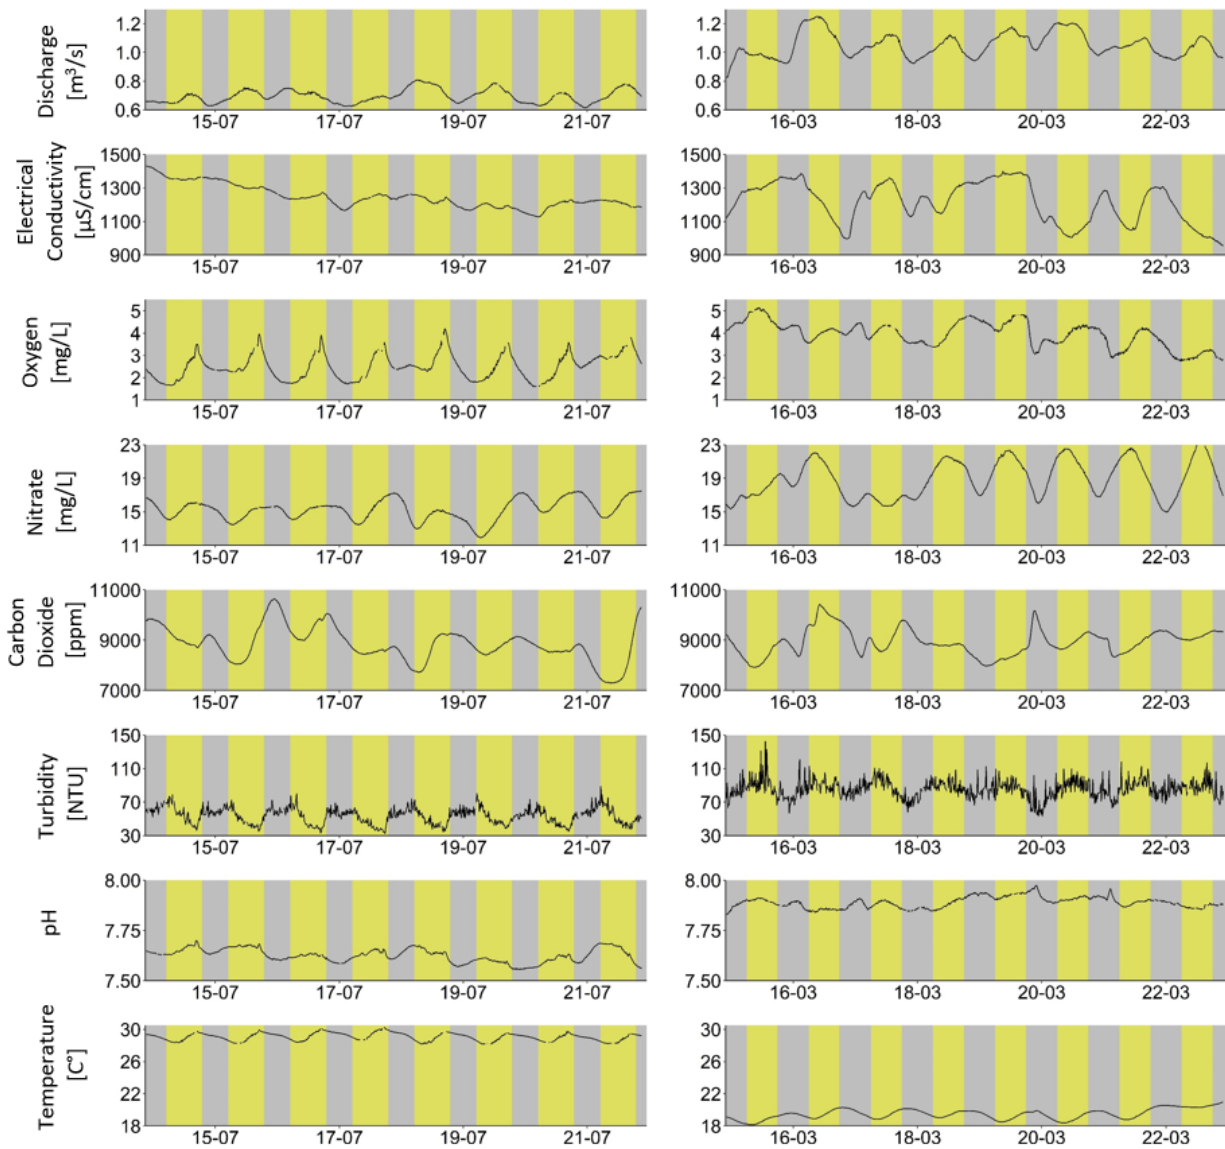 Discharge
[m³/s]
1.2
1.0
0.8
0.6
15-07 17-07 19-07 21-07
1.2
1.0
0.8
0.6
16-03 18-03 20-03 22-03
Electrical
Conductivity
[µS/cm]
1500
1300
1100
900
15-07 17-07 19-07 21-07
1500
1300
1100
900
16-03 18-03 20-03 22-03
Oxygen
[mg/L]
5
4
3
2
1
15-07 17-07 19-07 21-07
5
4
3
2
1
16-03 18-03 20-03 22-03
Nitrate
[mg/L]
23
19
15
11
15-07 17-07 19-07 21-07
23
19
15
11
16-03 18-03 20-03 22-03
Carbon
Dioxide
[ppm]
11000
9000
7000
15-07 17-07 19-07 21-07
11000
9000
7000
16-03 18-03 20-03 22-03
Turbidity
[NTU]
150
110
70
30
15-07 17-07 19-07 21-07
150
110
70
30
16-03 18-03 20-03 22-03
pH
8.00
7.75
7.50
15-07 17-07 19-07 21-07
8.00
7.75
7.50
16-03 18-03 20-03 22-03
Temperature
[C°]
30
26
22
18
15-07 17-07 19-07 21-07
30
26
22
18
16-03 18-03 20-03 22-03